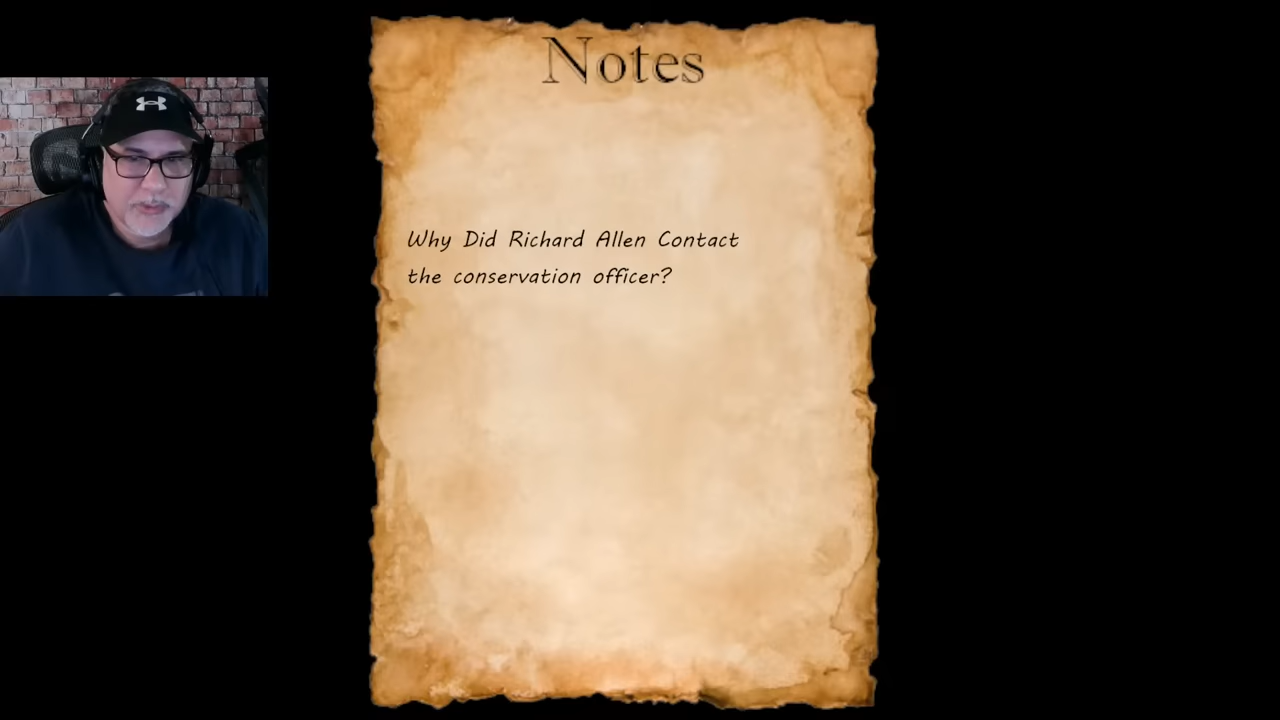 Notes
Why Did Richard Allen Contact
the conservation officer?